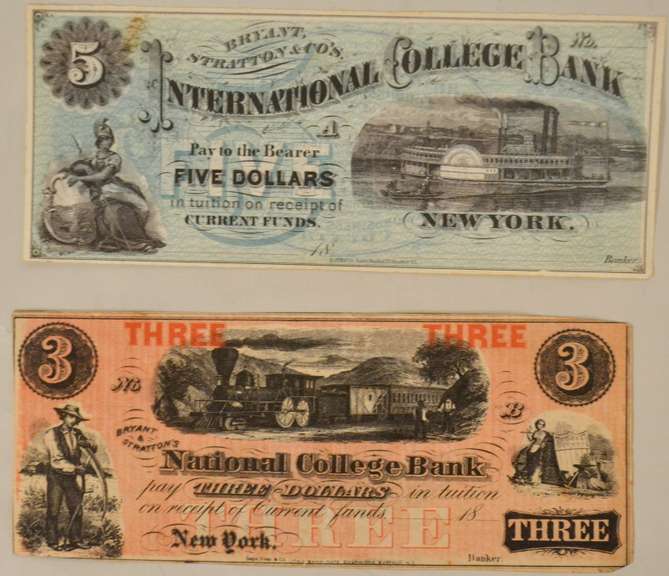 5
BRYANT,
STRATTON & CO'S.
No.
INTERNATIONAL COLLEGE BANK
A
Pay to the Bearer
FIVE DOLLARS
in tuition on receipt of
CURRENT FUNDS.
NEW YORK.
18
Banker
THREE THREE
3 3
No
B
BRYANT
&
STRATTON'S
National College Bank
pay THREE DOLLARS in tuition
on receipt of Current funds 18
THREE
THREE
New York.
Banker